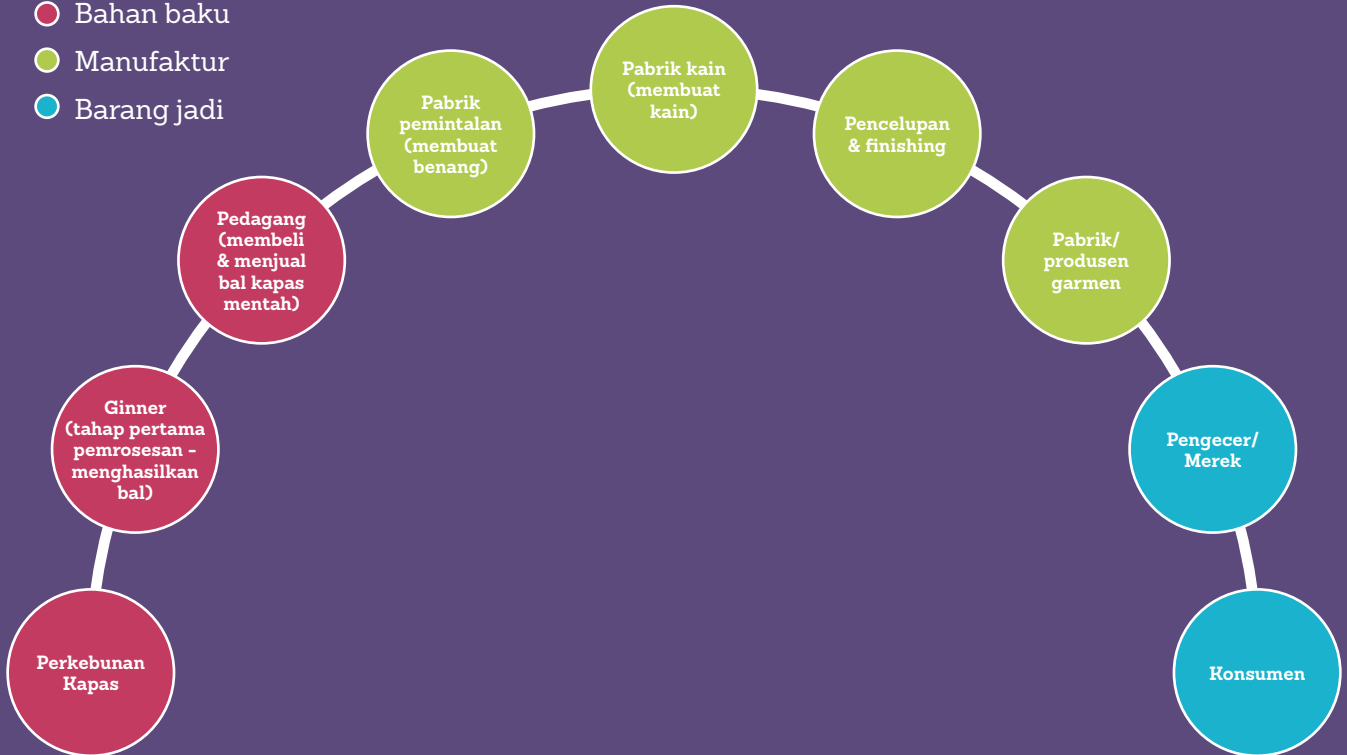 Bahan baku
Manufaktur
Barang jadi
Perkebunan
Kapas
Ginner
(tahap pertama
pemrosesan -
menghasilkan
bal)
Pedagang
(membeli
& menjual
bal kapas
mentah)
Pabrik
pemintalan
(membuat
benang)
Pabrik kain
(membuat
kain)
Pencelupan
& finishing
Pabrik/
produsen
garmen
Pengecer/
Merek
Konsumen